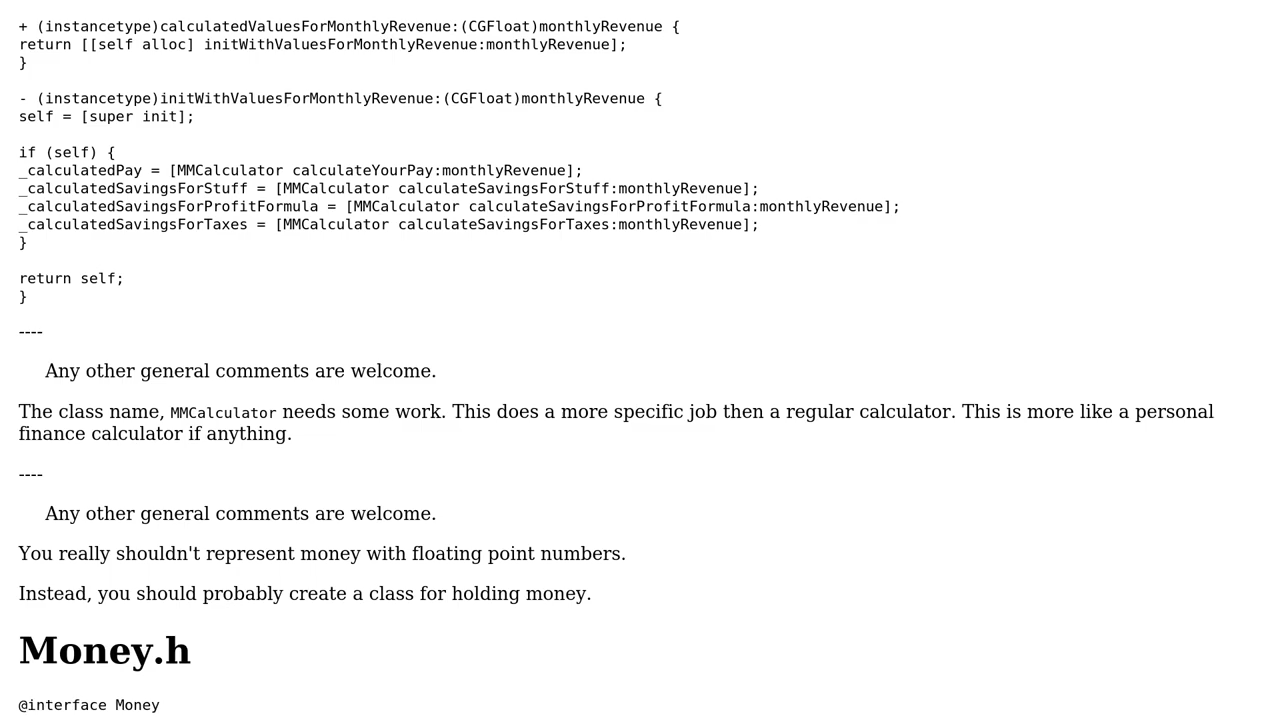 + (instancetype)calculatedValuesForMonthlyRevenue:(CGFloat)monthlyRevenue {
return [[self alloc] initWithValuesForMonthlyRevenue:monthlyRevenue];
}

- (instancetype)initWithValuesForMonthlyRevenue:(CGFloat)monthlyRevenue {
self = [super init];

if (self) {
_calculatedPay = [MMCalculator calculateYourPay:monthlyRevenue];
_calculatedSavingsForStuff = [MMCalculator calculateSavingsForStuff:monthlyRevenue];
_calculatedSavingsForProfitFormula = [MMCalculator calculateSavingsForProfitFormula:monthlyRevenue];
_calculatedSavingsForTaxes = [MMCalculator calculateSavingsForTaxes:monthlyRevenue];
}

return self;
}
----
Any other general comments are welcome.
The class name, MMCalculator needs some work. This does a more specific job then a regular calculator. This is more like a personal
finance calculator if anything.
----
Any other general comments are welcome.
You really shouldn't represent money with floating point numbers.
Instead, you should probably create a class for holding money.
Money.h
@interface Money